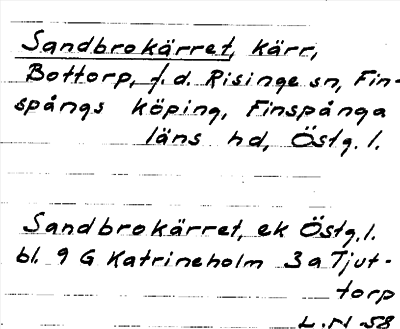 Sandbrokärret, kärr,
Bottorp, f.d. Risinge sn, Fin-
spångs köping, Finspånga
läns hd, Östg. l.
Sandbrokärret, ek Östg. l.
bl. 9 G Katrineholm 3 a Tjut-
torp
L.N -58